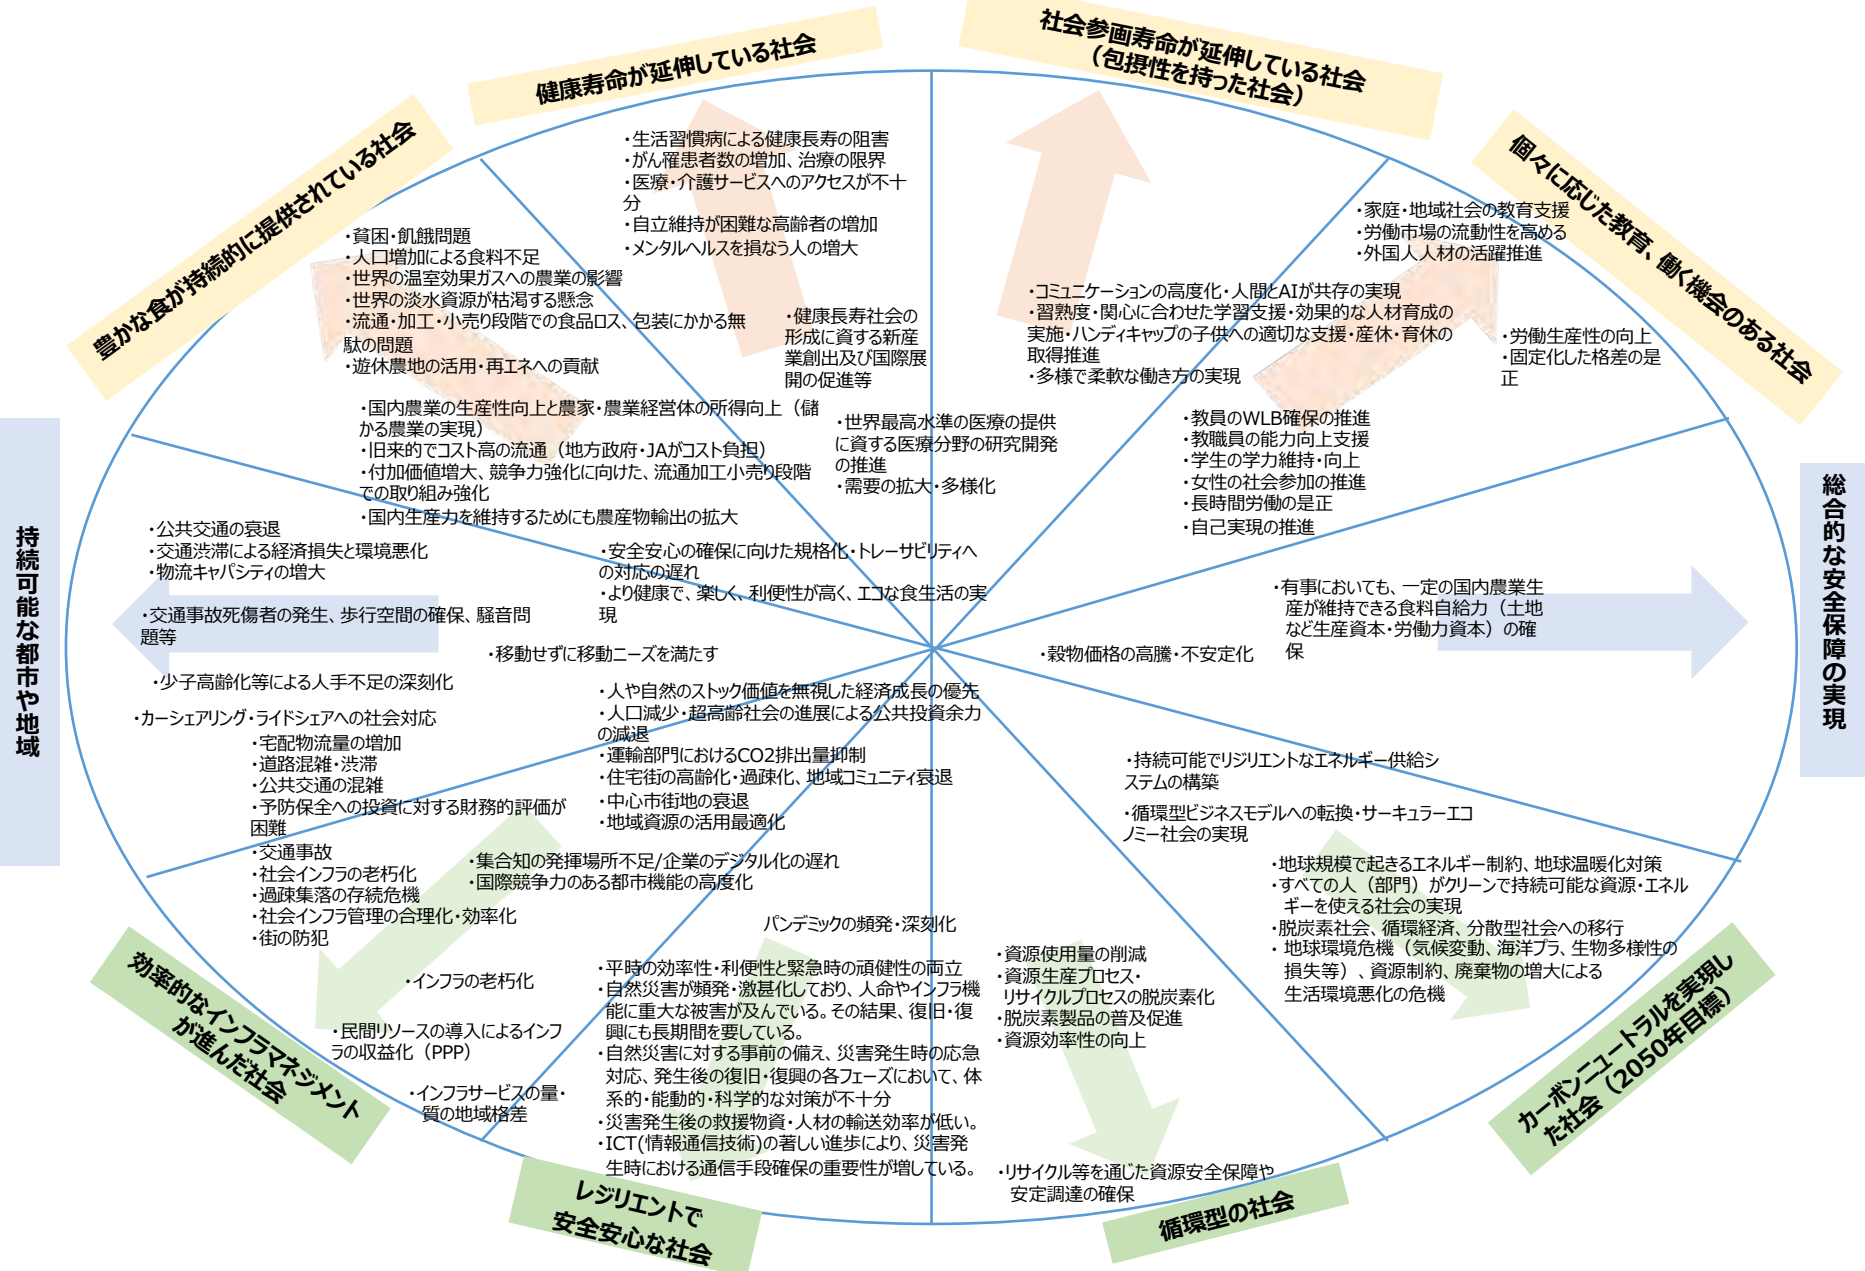 社会参画寿命が延伸している社会
（包摂性を持った社会）
健康寿命が延伸している社会
個々に応じた教育、働く機会のある社会
豊かな食が持続的に提供されている社会
・生活習慣病による健康長寿の阻害
・がん罹患者数の増加、治療の限界
・医療・介護サービスへのアクセスが不十
分
・自立維持が困難な高齢者の増加
・メンタルヘルスを損なう人の増大
・健康長寿社会の
形成に資する新産
業創出及び国際展
開の促進等
・世界最高水準の医療の提供
に資する医療分野の研究開発
の推進
・需要の拡大・多様化
・コミュニケーションの高度化・人間とAIが共存の実現
・習熟度・関心に合わせた学習支援・効果的な人材育成の
実施・ハンディキャップの子供への適切な支援・産休・育休の
取得推進
・多様で柔軟な働き方の実現
・家庭・地域社会の教育支援
・労働市場の流動性を高める
・外国人人材の活躍推進
・労働生産性の向上
・固定化した格差の是
正
・教員のWLB確保の推進
・教職員の能力向上支援
・学生の学力維持・向上
・女性の社会参加の推進
・長時間労働の是正
・自己実現の推進
・貧困・飢餓問題
・人口増加による食料不足
・世界の温室効果ガスへの農業の影響
・世界の淡水資源が枯渇する懸念
・流通・加工・小売り段階での食品ロス、包装にかかる無
駄の問題
・遊休農地の活用・再エネへの貢献
・国内農業の生産性向上と農家・農業経営体の所得向上（儲
かる農業の実現）
・旧来的でコスト高の流通（地方政府・JAがコスト負担）
・付加価値増大、競争力強化に向けた、流通加工小売り段階
での取り組み強化
・国内生産力を維持するためにも農産物輸出の拡大
・安全安心の確保に向けた規格化・トレーサビリティへ
の対応の遅れ
・より健康で、楽しく、利便性が高く、エコな食生活の実
現
持続可能な都市や地域
・公共交通の衰退
・交通渋滞による経済損失と環境悪化
・物流キャパシティの増大
・交通事故死傷者の発生、歩行空間の確保、騒音問
題等
・移動せずに移動ニーズを満たす
・少子高齢化等による人手不足の深刻化
・カーシェアリング・ライドシェアへの社会対応
総合的な安全保障の実現
・有事においても、一定の国内農業生
産が維持できる食料自給力（土地
など生産資本・労働力資本）の確
保
・穀物価格の高騰・不安定化
・宅配物流量の増加
・道路混雑・渋滞
・公共交通の混雑
・予防保全への投資に対する財務的評価が
困難
・交通事故
・社会インフラの老朽化
・過疎集落の存続危機
・社会インフラ管理の合理化・効率化
・街の防犯
・人や自然のストック価値を無視した経済成長の優先
・人口減少・超高齢社会の進展による公共投資余力
の減退
・運輸部門におけるCO2排出量抑制
・住宅街の高齢化・過疎化、地域コミュニティ衰退
・中心市街地の衰退
・地域資源の活用最適化
・集合知の発揮場所不足/企業のデジタル化の遅れ
・国際競争力のある都市機能の高度化
・インフラの老朽化
・民間リソースの導入によるインフ
ラの収益化（PPP）
・インフラサービスの量・
質の地域格差
効率的なインフラマネジメント
が進んだ社会
パンデミックの頻発・深刻化
・平時の効率性・利便性と緊急時の頑健性の両立
・自然災害が頻発・激甚化しており、人命やインフラ機
能に重大な被害が及んでいる。その結果、復旧・復
興にも長期間を要している。
・自然災害に対する事前の備え、災害発生時の応急
対応、発生後の復旧・復興の各フェーズにおいて、体
系的・能動的・科学的な対策が不十分
・災害発生後の救援物資・人材の輸送効率が低い。
・ICT(情報通信技術)の著しい進歩により、災害発
生時における通信手段確保の重要性が増している。
レジリエントで
安全安心な社会
・資源使用量の削減
・資源生産プロセス・
リサイクルプロセスの脱炭素化
・脱炭素製品の普及促進
・資源効率性の向上
・リサイクル等を通じた資源安全保障や
安定調達の確保
循環型の社会
・持続可能でリジリエントなエネルギー供給シ
ステムの構築
・循環型ビジネスモデルへの転換・サーキュラーエコ
ノミー社会の実現
・地球規模で起きるエネルギー制約、地球温暖化対策
・すべての人（部門）がクリーンで持続可能な資源・エネル
ギーを使える社会の実現
・脱炭素社会、循環経済、分散型社会への移行
・地球環境危機（気候変動、海洋プラ、生物多様性の
損失等）、資源制約、廃棄物の増大による
生活環境悪化の危機
カーボンニュートラルを実現し
た社会（2050年目標）